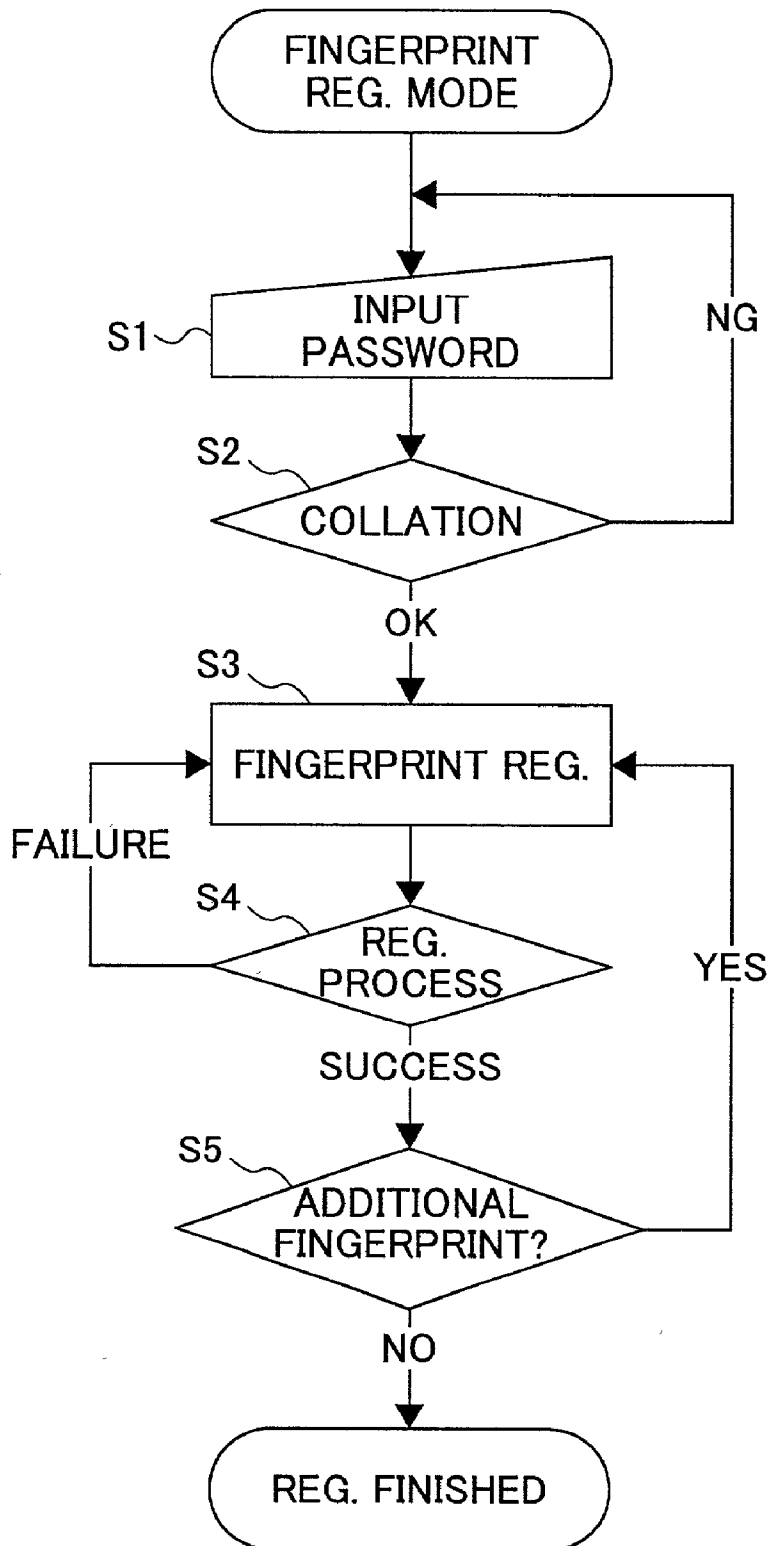 FINGERPRINT
REG. MODE
NG
S1
INPUT
PASSWORD
S2
COLLATION
OK
S3
FINGERPRINT REG.
FAILURE
S4
REG.
PROCESS
YES
SUCCESS
S5
ADDITIONAL
FINGERPRINT?
NO
REG. FINISHED